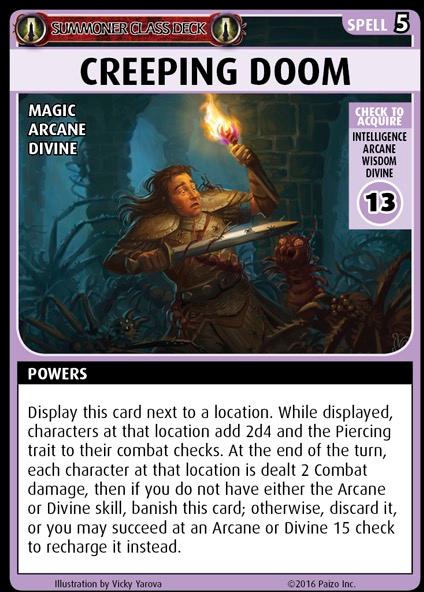 SUMMONER CLASS DECK
SPELL 5
CREEPING DOOM
MAGIC
ARCANE
DIVINE
CHECK TO
ACQUIRE
INTELLIGENCE
ARCANE
WISDOM
DIVINE
13
POWERS
Display this card next to a location. While displayed,
characters at that location add 2d4 and the Piercing
trait to their combat checks. At the end of the turn,
each character at that location is dealt 2 Combat
damage, then if you do not have either the Arcane
or Divine skill, banish this card; otherwise, discard it,
or you may succeed at an Arcane or Divine 15 check
to recharge it instead.
Illustration by Vicky Yarova
©2016 Paizo Inc.